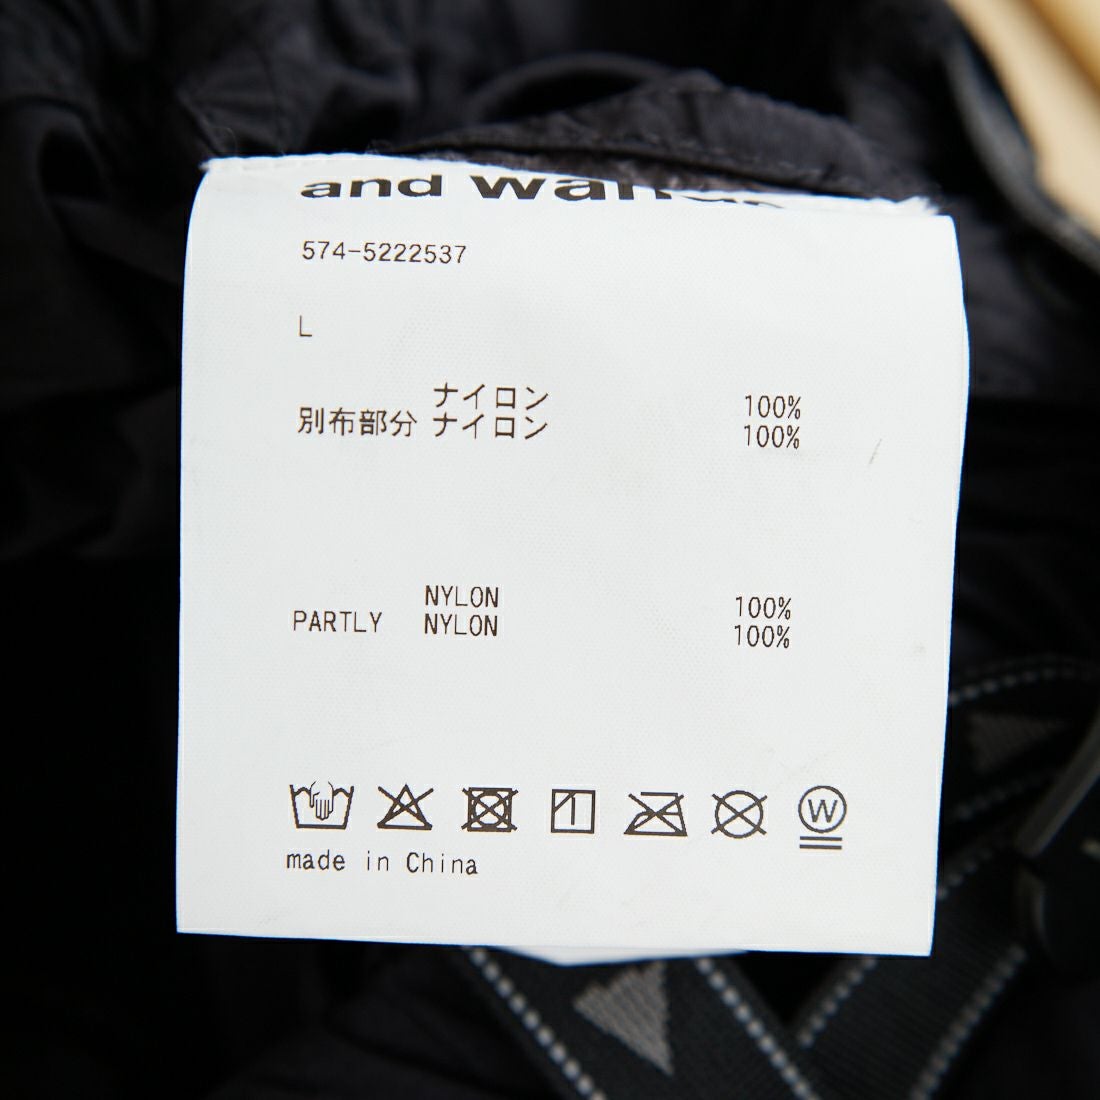 and
574-5222537
L
ナイロン 100%
別布部分 ナイロン 100%
NYLON 100%
PARTLY NYLON 100%
W
made in China